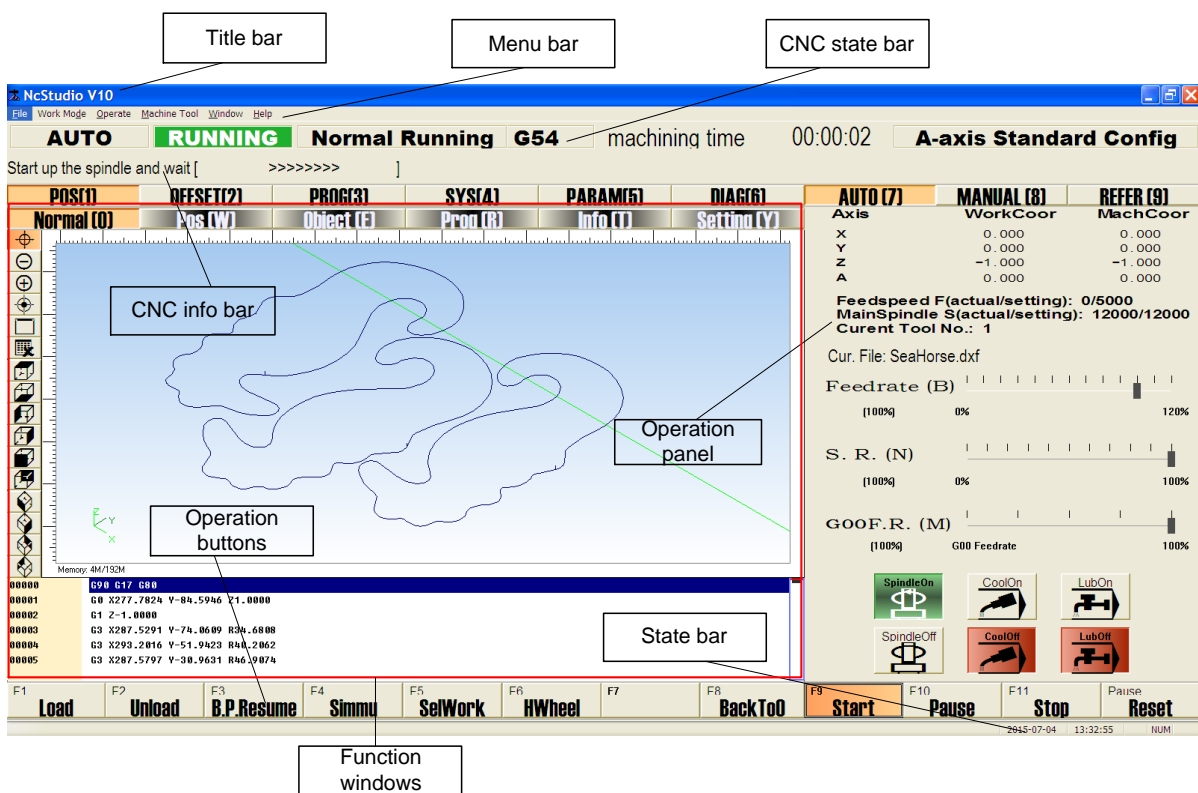 Title bar
Menu bar
CNC state bar
NcStudio V10
File Work Mode Operate Machine Tool Window Help
AUTO RUNNING Normal Running G54 machining time 00:00:02 A-axis Standard Config
Start up the spindle and wait [ >>>>>>>> ]
POS(1) OFFSET(2) PROG(3) SYS(4) PARAM(5) DIAG(6) AUTO (7) MANUAL (8) REFER (9)
Normal (Q) Pos (W) Object (E) Prog (R) Info (T) Setting (Y)
Axis WorkCoor MachCoor
X 0.000 0.000
Y 0.000 0.000
Z -1.000 -1.000
A 0.000 0.000
CNC info bar
Feedspeed F(actual/setting): 0/5000
MainSpindle S(actual/setting): 12000/12000
Curent Tool No.: 1
Cur. File: SeaHorse.dxf
Feedrate (B)
(100%) 0% 120%
Operation
panel
S. R. (N)
(100%) 0% 100%
Z
Y
X
Operation
buttons
G00F.R. (M)
(100%) G00 Feedrate 100%
Memory: 4M/192M
00000 G90 G17 G80
00001 G0 X277.7824 Y-84.5946 Z1.0000
00002 G1 Z-1.0000
00003 G3 X287.5291 Y-74.0609 R34.6808
00004 G3 X293.2016 Y-51.9423 R40.2062
00005 G3 X287.5797 Y-30.9631 R46.9074
SpindleOn CoolOn LubOn
State bar
SpindleOff CoolOff LubOff
F1 F2 F3 F4 F5 F6 F7 F8 F9 F10 F11 Pause
Load Unload B.P.Resume Simmu SelWork HWheel BackTo0 Start Pause Stop Reset
2015-07-04 13:32:55 NUM
Function
windows